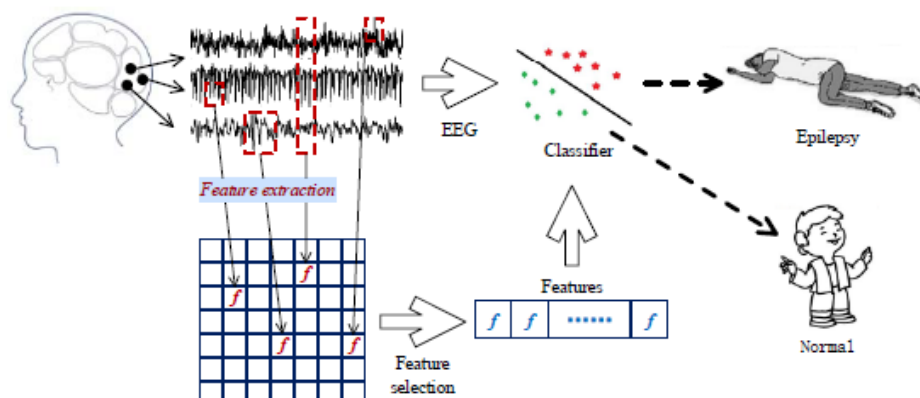 EEG
Classifier
Epilepsy
Feature extraction
f
f
f
f
Features
f f ...... f
Feature
selection
Normal